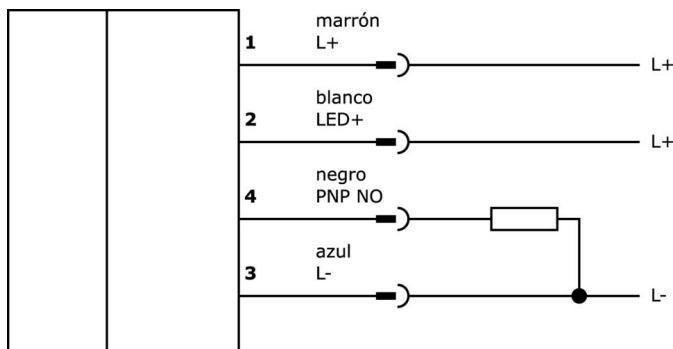 marrón
1 L+ L+
blanco
2 LED+ L+
negro
4 PNP NO
azul
3 L- L-